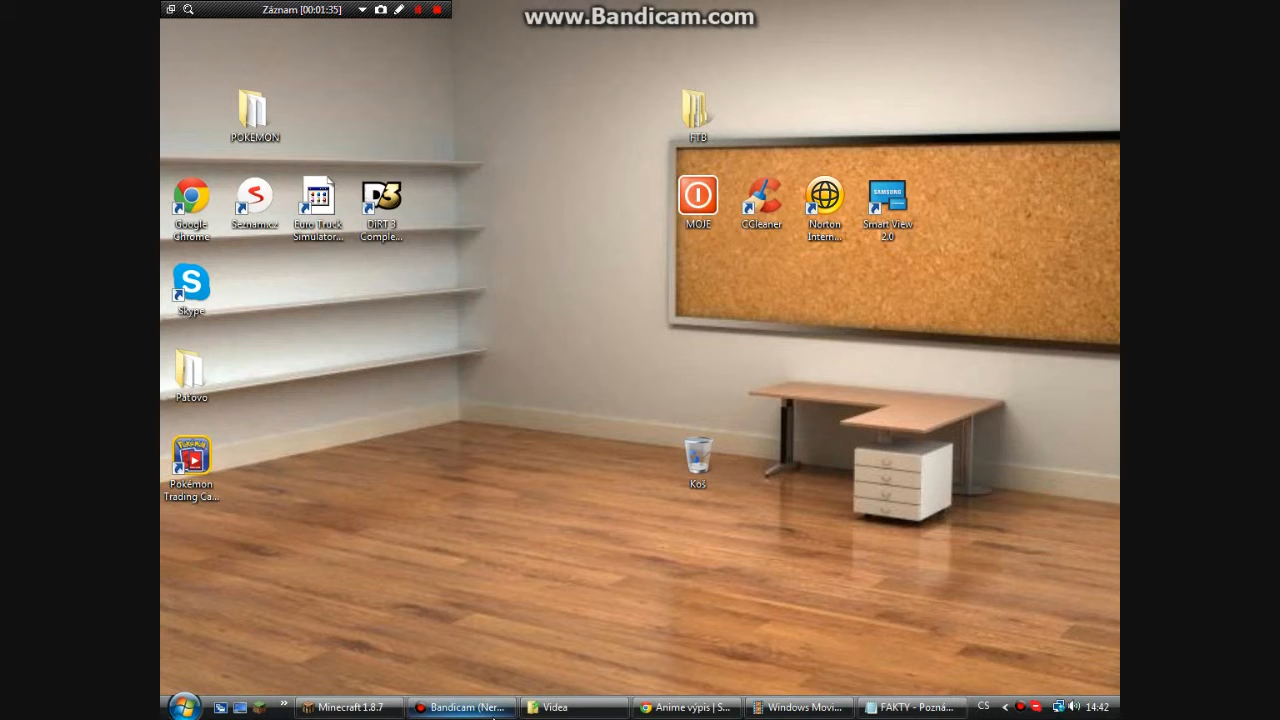 Záznam [00:01:35]
www.Bandicam.com
POKEMON
FTB
Google
Chrome
Seznam.cz
Euro Truck
Simulator...
DiRT 3
Comple...
MOJE
CCleaner
Norton
Intern...
SAMSUNG
Smart View
2.0
Skype
Paťovo
Pokémon
Trading Ca...
Koš
Minecraft 1.8.7
Bandicam (Ner...
Videa
Anime výpis | S...
Windows Movi...
FAKTY - Pozná...
CS
14:42